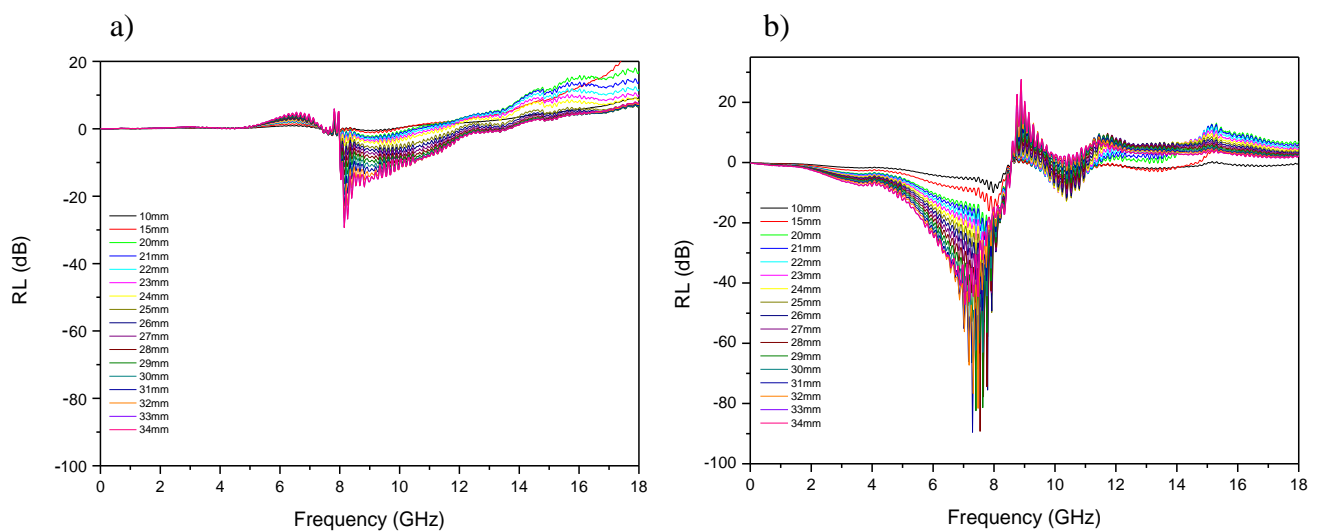 a)
20
0
-20
-40
-60
-80
-100
RL (dB)
10mm
15mm
20mm
21mm
22mm
23mm
24mm
25mm
26mm
27mm
28mm
29mm
30mm
31mm
32mm
33mm
34mm
0 2 4 6 8 10 12 14 16 18
Frequency (GHz)
b)
20
0
-20
-40
-60
-80
-100
RL (dB)
10mm
15mm
20mm
21mm
22mm
23mm
24mm
25mm
26mm
27mm
28mm
29mm
30mm
31mm
32mm
33mm
34mm
0 2 4 6 8 10 12 14 16 18
Frequency (GHz)